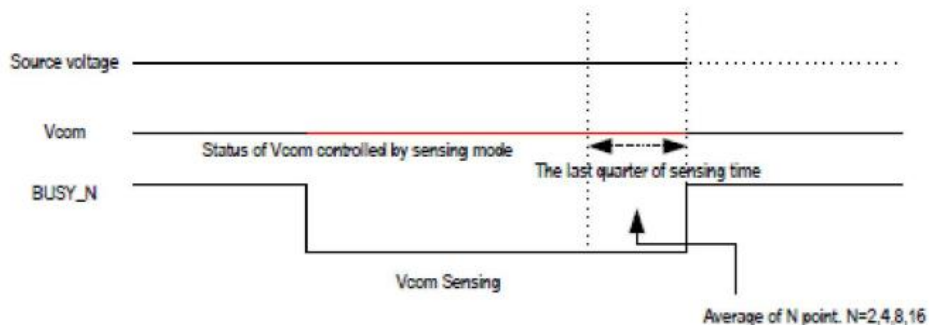 Source voltage
Vcom
Status of Vcom controlled by sensing mode
The last quarter of sensing time
BUSY_N
Vcom Sensing
Average of N point. N=2,4,8,16